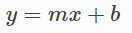 y = mx + b